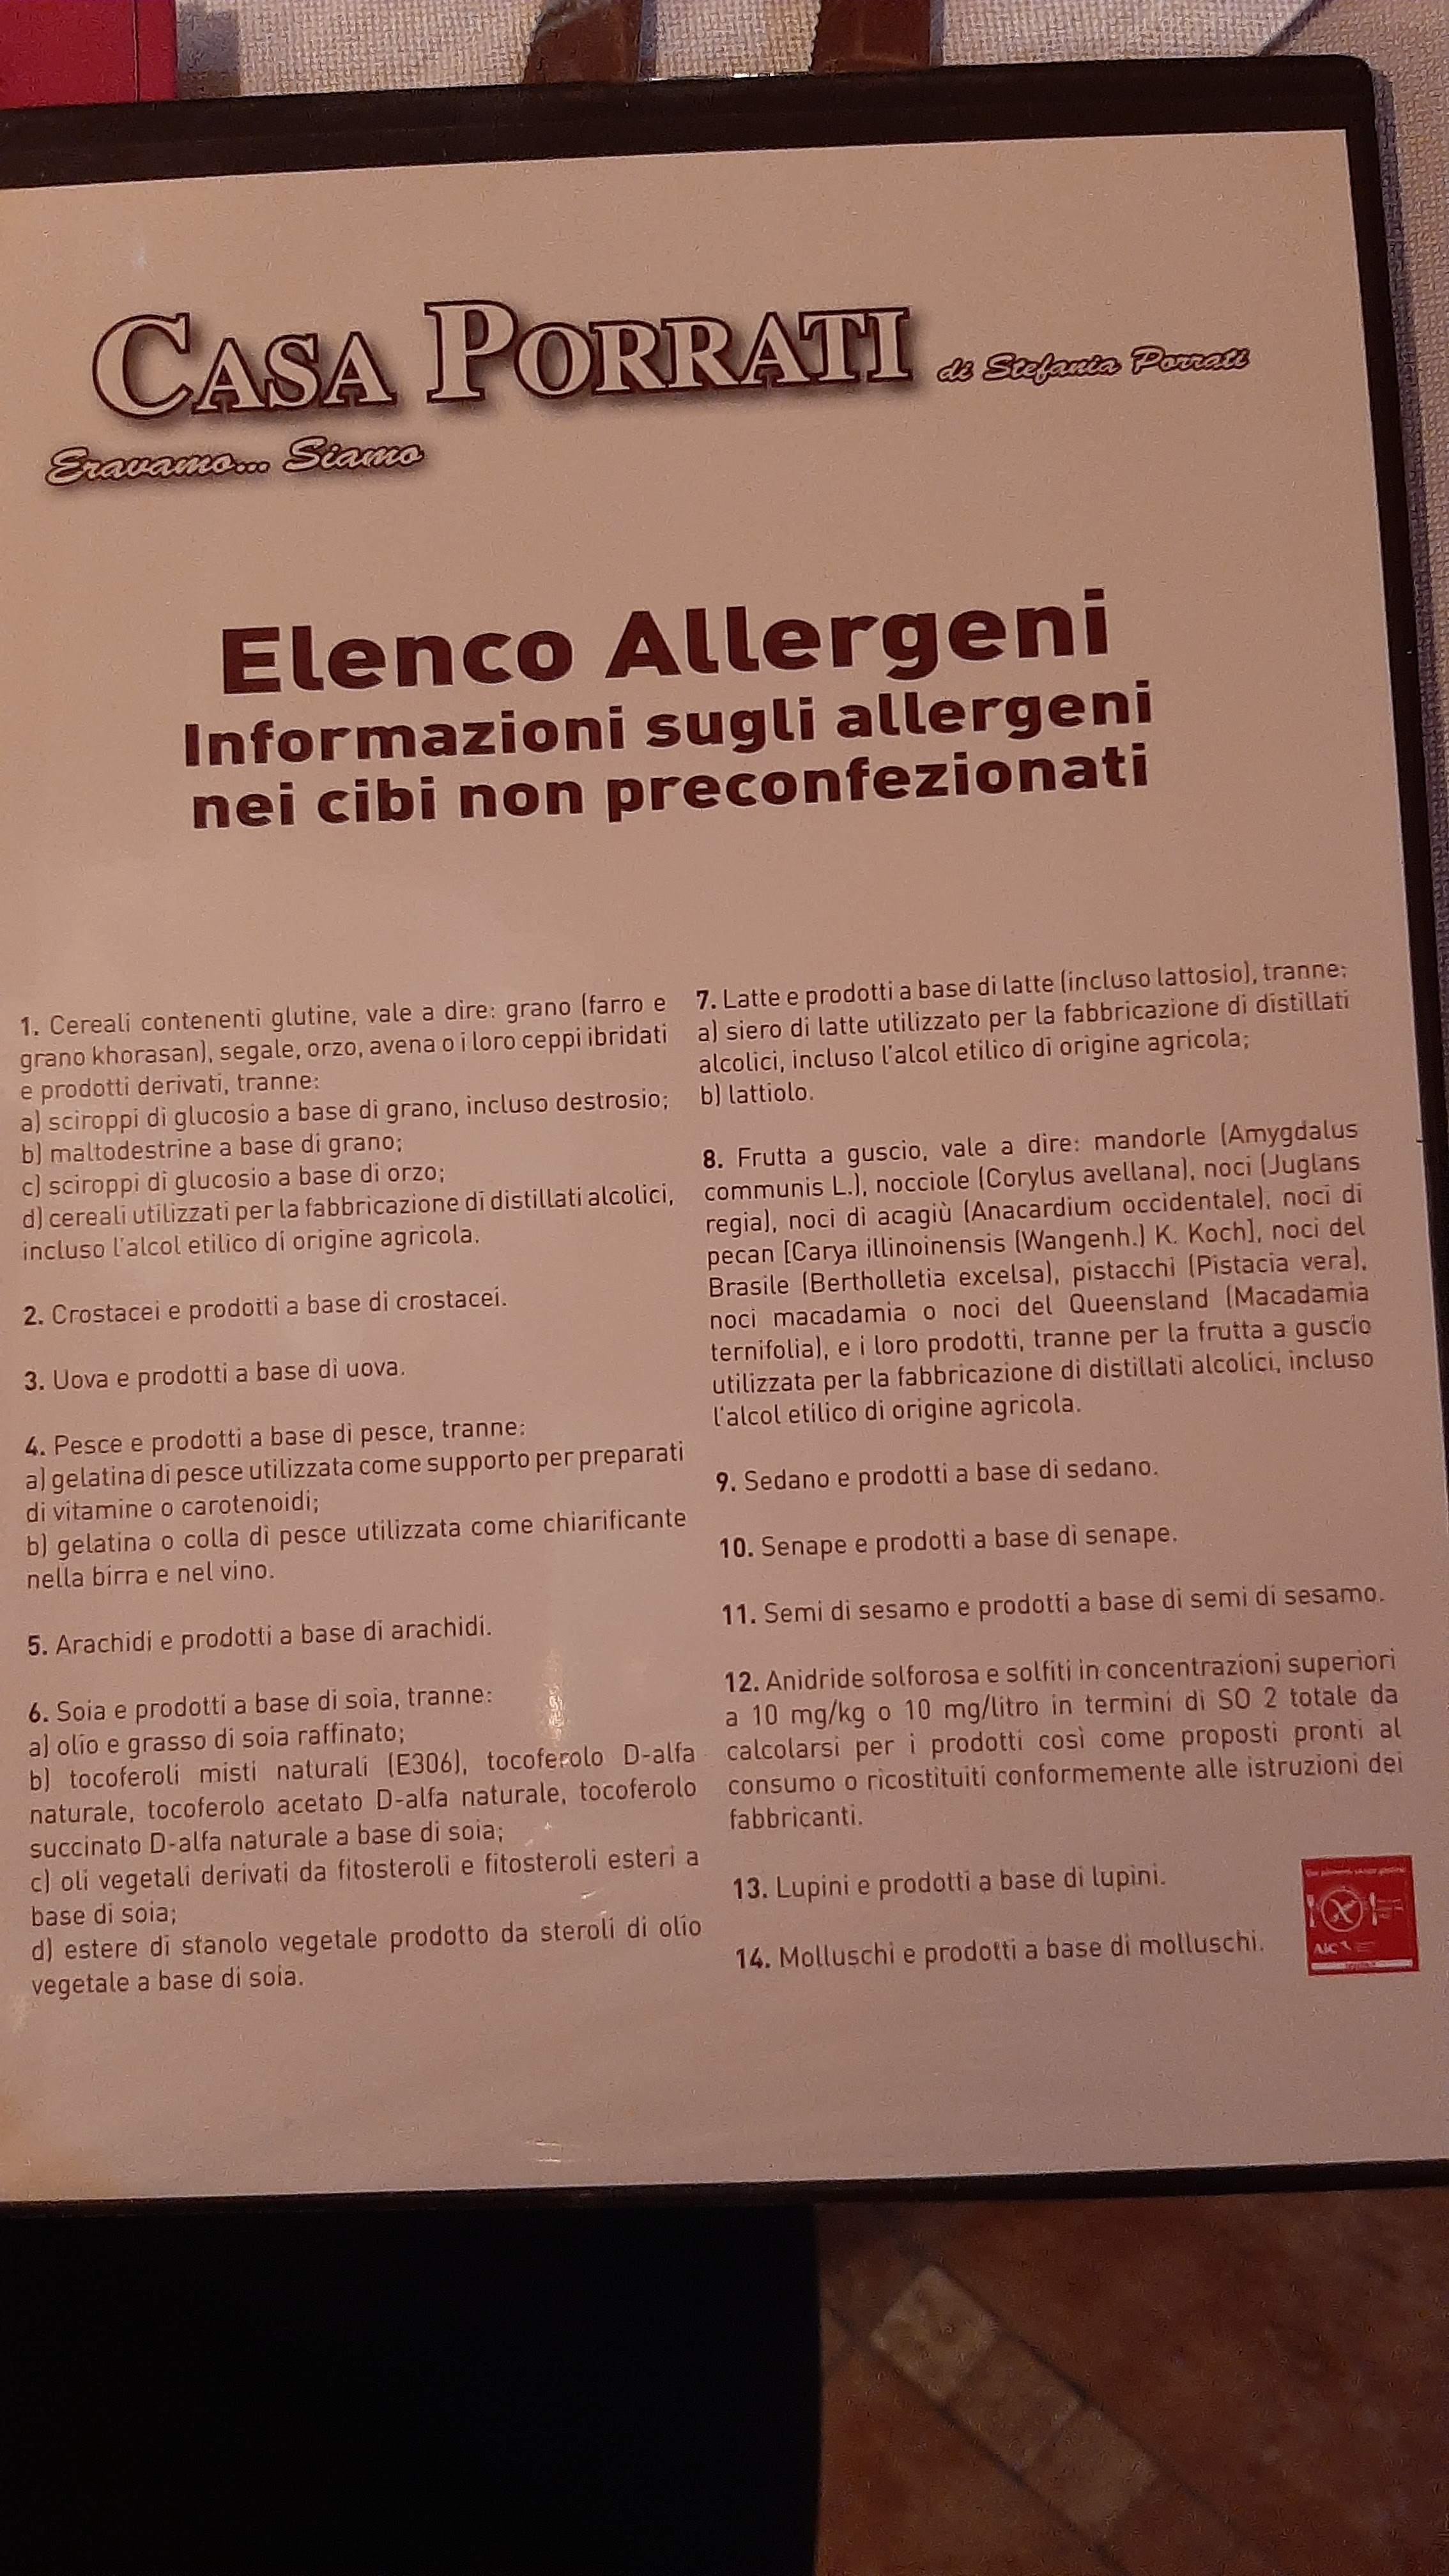 CASA PORRATI di Stefania Porrati
Eravamo... Siamo
Elenco Allergeni
Informazioni sugli allergeni
nei cibi non preconfezionati
1. Cereali contenenti glutine, vale a dire: grano (farro e
grano khorasan), segale, orzo, avena o i loro ceppi ibridati
e prodotti derivati, tranne:
a) sciroppi di glucosio a base di grano, incluso destrosio;
b) maltodestrine a base di grano;
c) sciroppi di glucosio a base di orzo;
d) cereali utilizzati per la fabbricazione di distillati alcolici,
incluso l'alcol etilico di origine agricola.
2. Crostacei e prodotti a base di crostacei.
3. Uova e prodotti a base di uova.
4. Pesce e prodotti a base di pesce, tranne:
a) gelatina di pesce utilizzata come supporto per preparati
di vitamine o carotenoidi;
b) gelatina o colla di pesce utilizzata come chiarificante
nella birra e nel vino.
5. Arachidi e prodotti a base di arachidi.
6. Soia e prodotti a base di soia, tranne:
a) olio e grasso di soia raffinato;
b) tocoferoli misti naturali (E306), tocoferolo D-alfa
naturale, tocoferolo acetato D-alfa naturale, tocoferolo
succinato D-alfa naturale a base di soia;
c) oli vegetali derivati da fitosteroli e fitosteroli esteri a
base di soia;
d) estere di stanolo vegetale prodotto da steroli di olio
vegetale a base di soia.
7. Latte e prodotti a base di latte (incluso lattosio), tranne:
a) siero di latte utilizzato per la fabbricazione di distillati
alcolici, incluso l'alcol etilico di origine agricola;
b) lattiolo.
8. Frutta a guscio, vale a dire: mandorle (Amygdalus
communis L.), nocciole (Corylus avellana), noci (Juglans
regia), noci di acagiù (Anacardium occidentale), noci di
pecan [Carya illinoinensis (Wangenh.) K. Koch], noci del
Brasile (Bertholletia excelsa), pistacchi (Pistacia vera),
noci macadamia o noci del Queensland (Macadamia
ternifolia), e i loro prodotti, tranne per la frutta a guscio
utilizzata per la fabbricazione di distillati alcolici, incluso
l'alcol etilico di origine agricola.
9. Sedano e prodotti a base di sedano.
10. Senape e prodotti a base di senape.
11. Semi di sesamo e prodotti a base di semi di sesamo.
12. Anidride solforosa e solfiti in concentrazioni superiori
a 10 mg/kg o 10 mg/litro in termini di SO 2 totale da
calcolarsi per i prodotti così come proposti pronti al
consumo o ricostituiti conformemente alle istruzioni dei
fabbricanti.
13. Lupini e prodotti a base di lupini.
14. Molluschi e prodotti a base di molluschi.
AIC